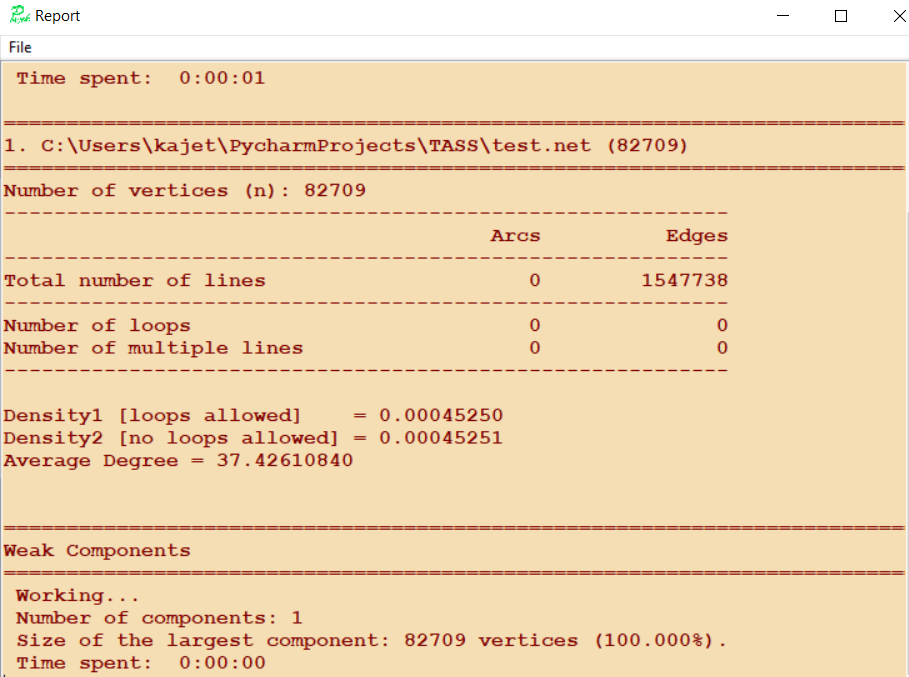 Report
File
Time spent:  0:00:01
========================================================================
1. C:\Users\kajet\PycharmProjects\TASS\test.net (82709)
========================================================================
Number of vertices (n): 82709
----------------------------------------------------------
                                       Arcs          Edges
----------------------------------------------------------
Total number of lines                     0        1547738
----------------------------------------------------------
Number of loops                           0              0
Number of multiple lines                  0              0
----------------------------------------------------------
Density1 [loops allowed]    = 0.00045250
Density2 [no loops allowed] = 0.00045251
Average Degree = 37.42610840
========================================================================
Weak Components
========================================================================
Working...
Number of components: 1
Size of the largest component: 82709 vertices (100.000%).
Time spent:  0:00:00